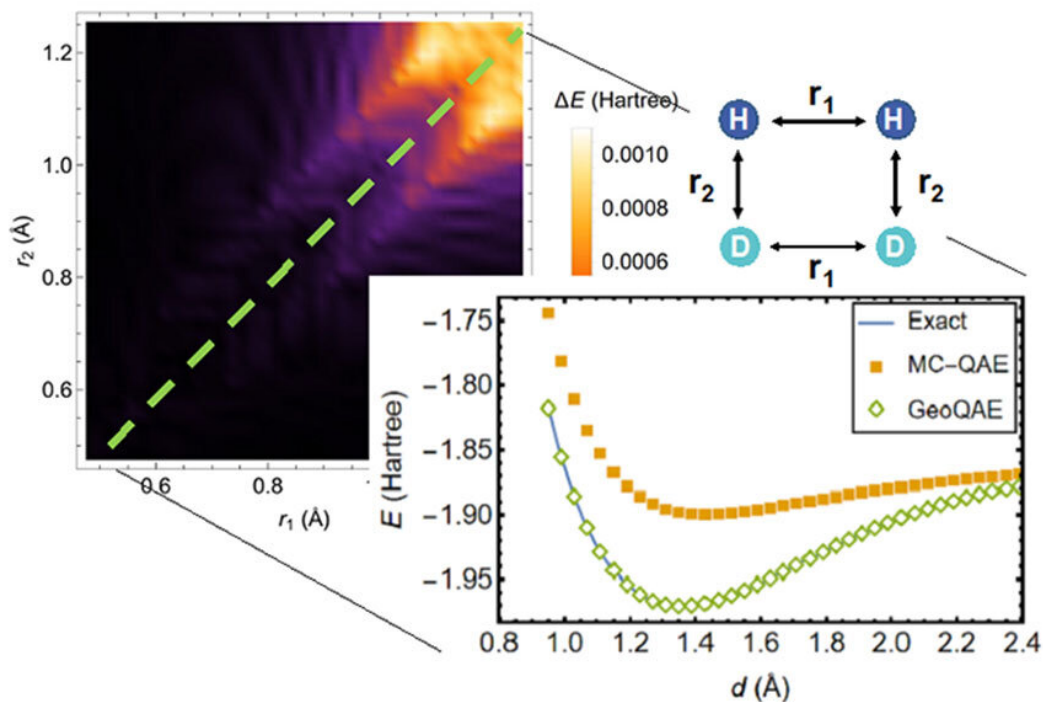 1.2
1.0
0.8
0.6
r2 (Å)
0.6
0.8
r1 (Å)
ΔE (Hartree)
0.0010
0.0008
0.0006
H
r1
H
r2
r2
D
r1
D
−1.75
−1.80
−1.85
−1.90
−1.95
E (Hartree)
Exact
MC−QAE
GeoQAE
0.8
1.0
1.2
1.4
1.6
1.8
2.0
2.2
2.4
d (Å)